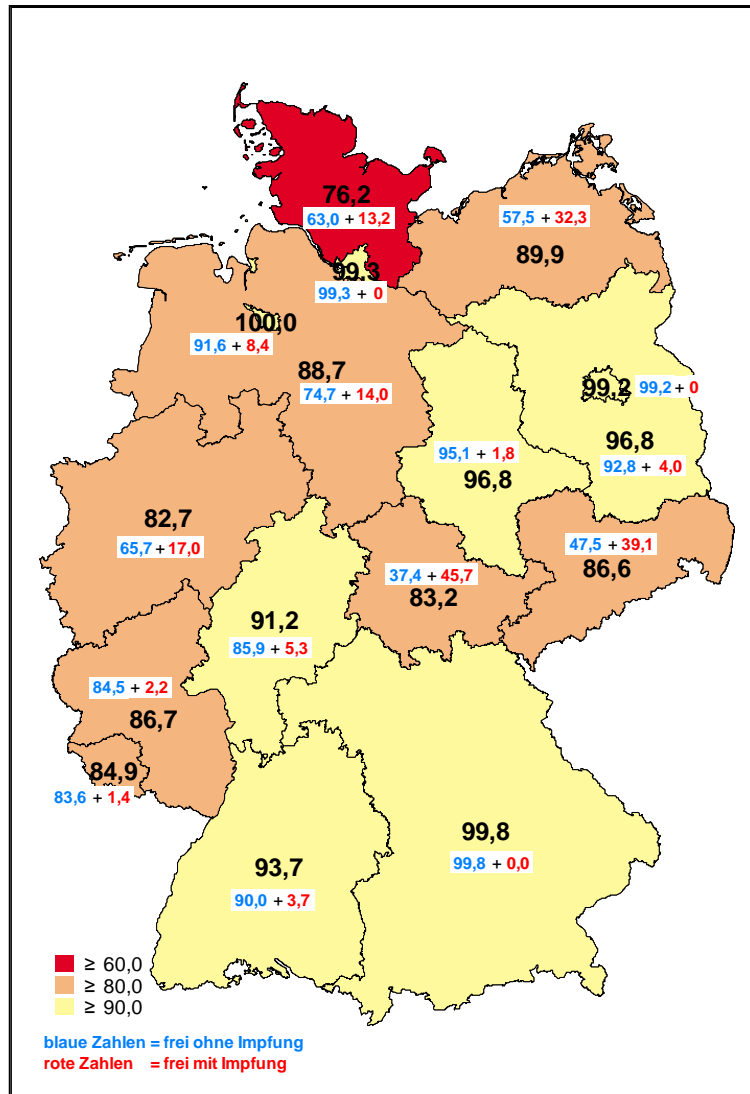 76,2
63,0 + 13,2
57,5 + 32,3
89,9
99,3
99,3 + 0
100,0
91,6 + 8,4
88,7
74,7 + 14,0
99,2 99,2 + 0
96,8
92,8 + 4,0
95,1 + 1,8
96,8
82,7
65,7 + 17,0
47,5 + 39,1
86,6
37,4 + 45,7
83,2
91,2
85,9 + 5,3
84,5 + 2,2
86,7
84,9
83,6 + 1,4
99,8
99,8 + 0,0
93,7
90,0 + 3,7
≥ 60,0
≥ 80,0
≥ 90,0
blaue Zahlen = frei ohne Impfung
rote Zahlen = frei mit Impfung